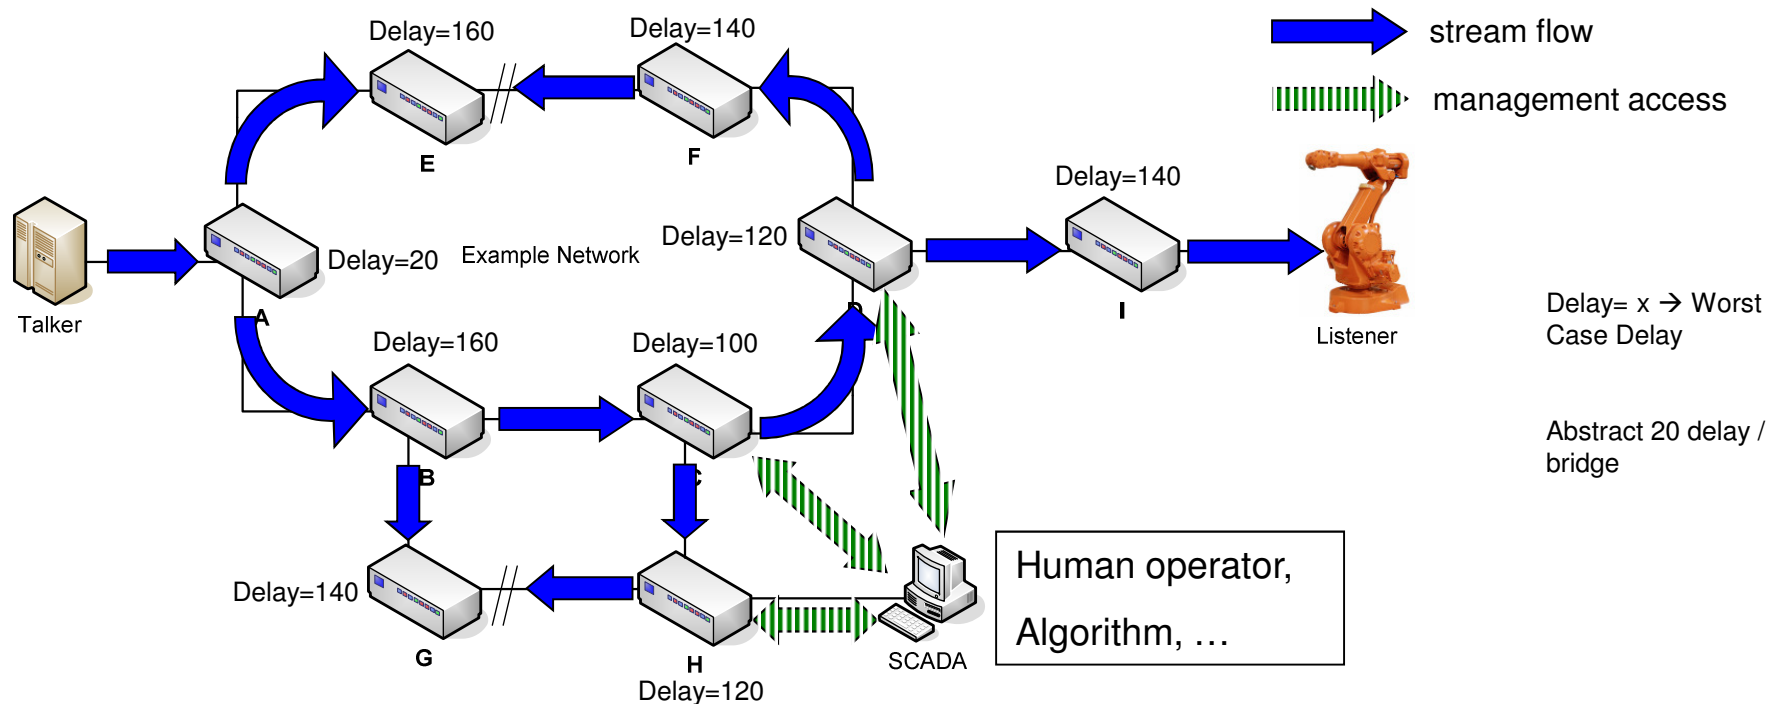 Delay=160
Delay=140
stream flow
management access
E
F
Delay=140
Delay=120
Example Network
Delay=20
Talker
A
D
I
Listener
Delay= x → Worst
Case Delay
Delay=160
Delay=100
Abstract 20 delay /
bridge
B
C
Human operator,
Algorithm, ...
Delay=140
G
H
SCADA
Delay=120